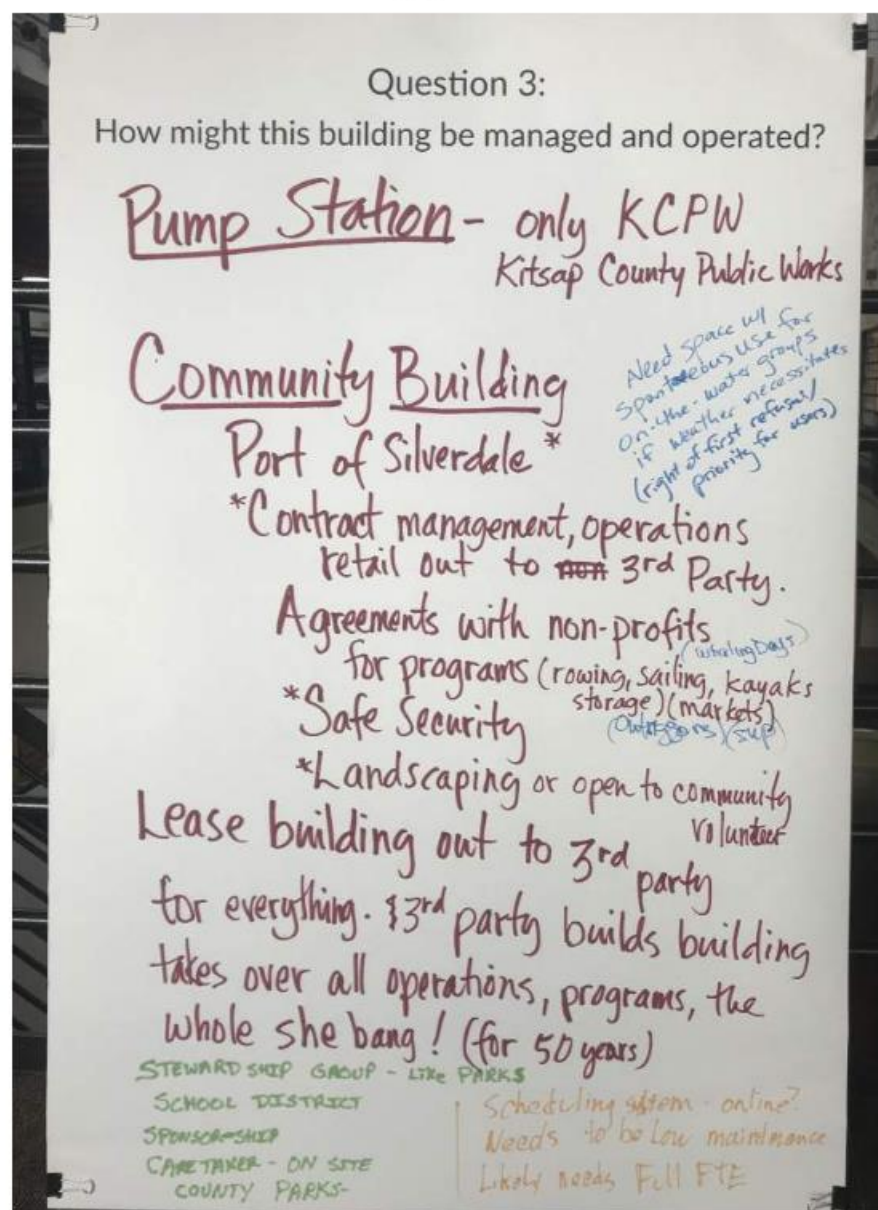 Question 3:
How might this building be managed and operated?
Pump Station - only KCPW
Kitsap County Public Works
Need space w/
spontaneous use for
on-the-water groups
if weather necessitates
(right of first refusal/
priority for users)
Community Building
Port of Silverdale *
*Contract management, operations
retail out to non 3rd Party.
Agreements with non-profits
(Whaling Days)
for programs (rowing, sailing, kayaks
storage) (markets)
(Outriggers) (sup)
*Safe Security
*Landscaping or open to community
volunteer
Lease building out to 3rd
party
for everything. $3rd party builds building
takes over all operations, programs, the
whole she bang! (for 50 years)
STEWARDSHIP GROUP - LIKE PARKS
SCHOOL DISTRICT
SPONSORSHIP
CARETAKER - ON SITE
COUNTY PARKS-
Scheduling system - online?
Needs to be low maintenance
Likely needs Full FTE